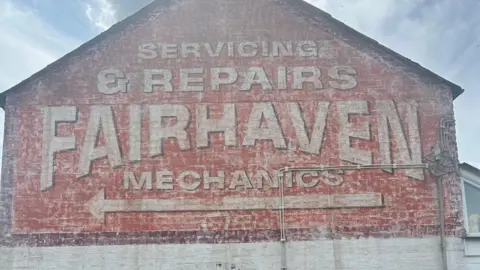 SERVICING
& REPAIRS
FAIRHAVEN
MECHANICS